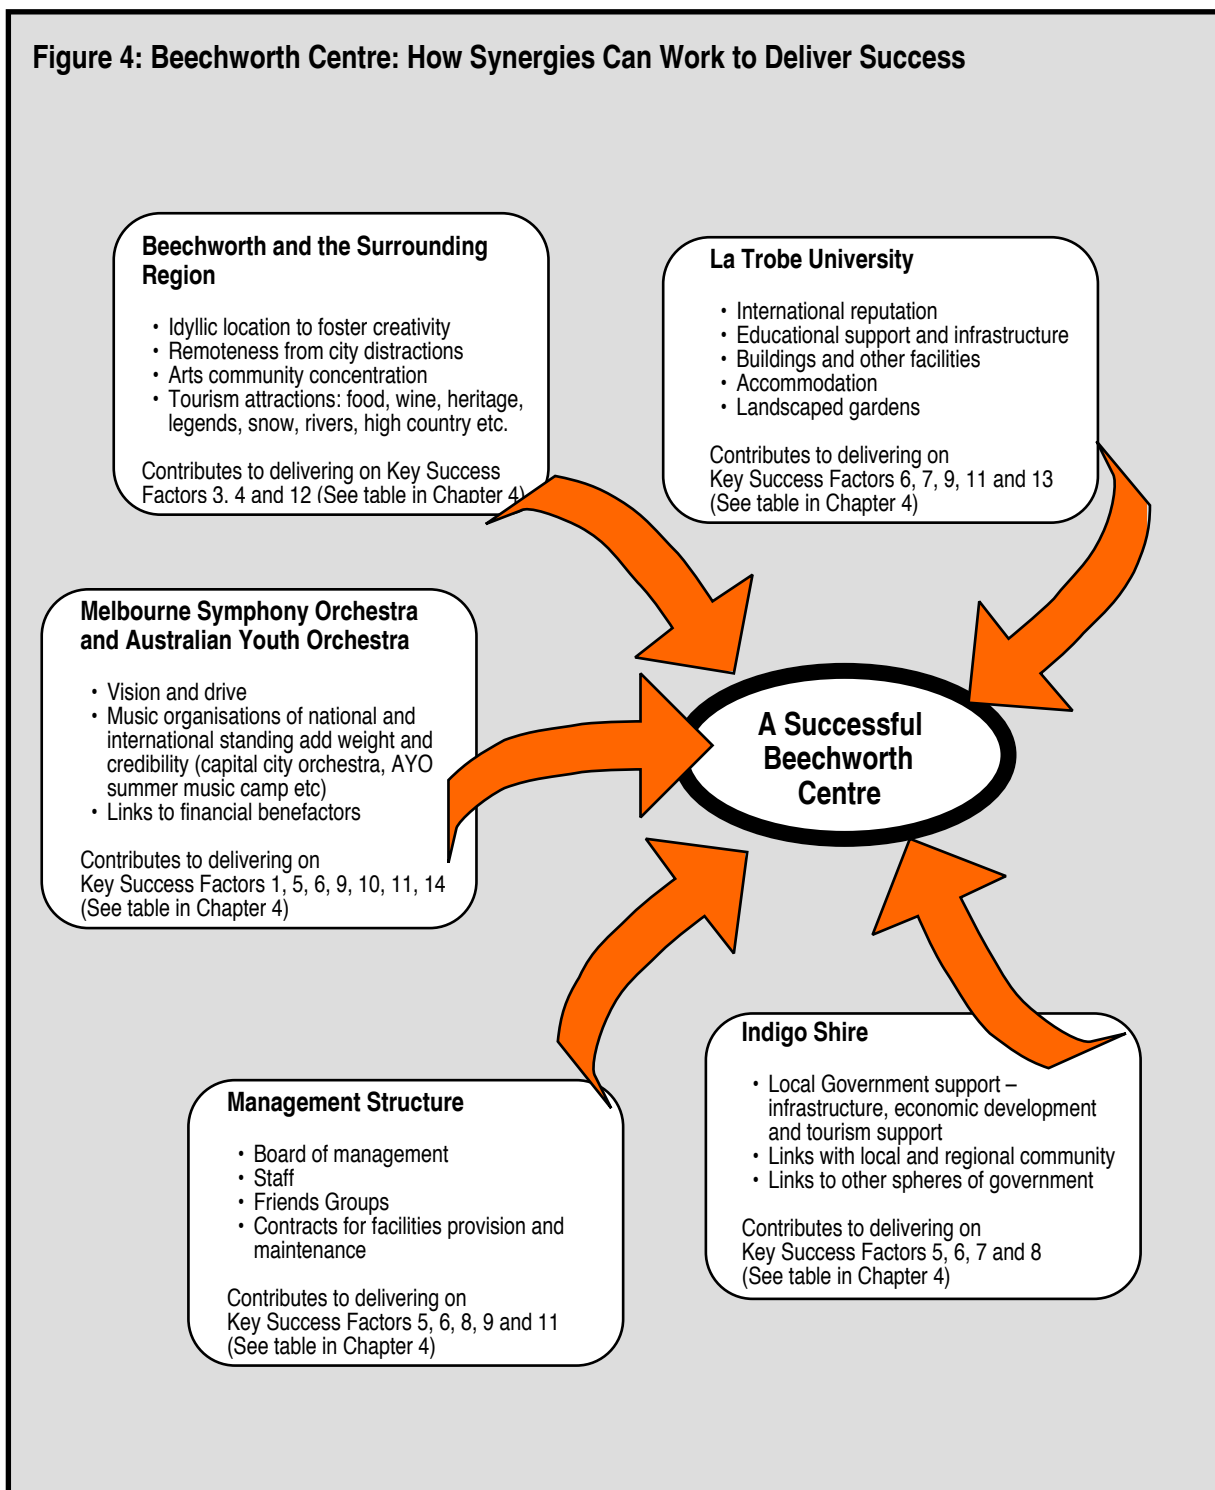 Figure 4: Beechworth Centre: How Synergies Can Work to Deliver Success
Beechworth and the Surrounding
Region
• Idyllic location to foster creativity
• Remoteness from city distractions
• Arts community concentration
• Tourism attractions: food, wine, heritage,
legends, snow, rivers, high country etc.
Contributes to delivering on Key Success
Factors 3. 4 and 12 (See table in Chapter 4)
La Trobe University
• International reputation
• Educational support and infrastructure
• Buildings and other facilities
• Accommodation
• Landscaped gardens
Contributes to delivering on
Key Success Factors 6, 7, 9, 11 and 13
(See table in Chapter 4)
Melbourne Symphony Orchestra
and Australian Youth Orchestra
• Vision and drive
• Music organisations of national and
international standing add weight and
credibility (capital city orchestra, AYO
summer music camp etc)
• Links to financial benefactors
Contributes to delivering on
Key Success Factors 1, 5, 6, 9, 10, 11, 14
(See table in Chapter 4)
A Successful
Beechworth
Centre
Management Structure
• Board of management
• Staff
• Friends Groups
• Contracts for facilities provision and
maintenance
Contributes to delivering on
Key Success Factors 5, 6, 8, 9 and 11
(See table in Chapter 4)
Indigo Shire
• Local Government support –
infrastructure, economic development
and tourism support
• Links with local and regional community
• Links to other spheres of government
Contributes to delivering on
Key Success Factors 5, 6, 7 and 8
(See table in Chapter 4)